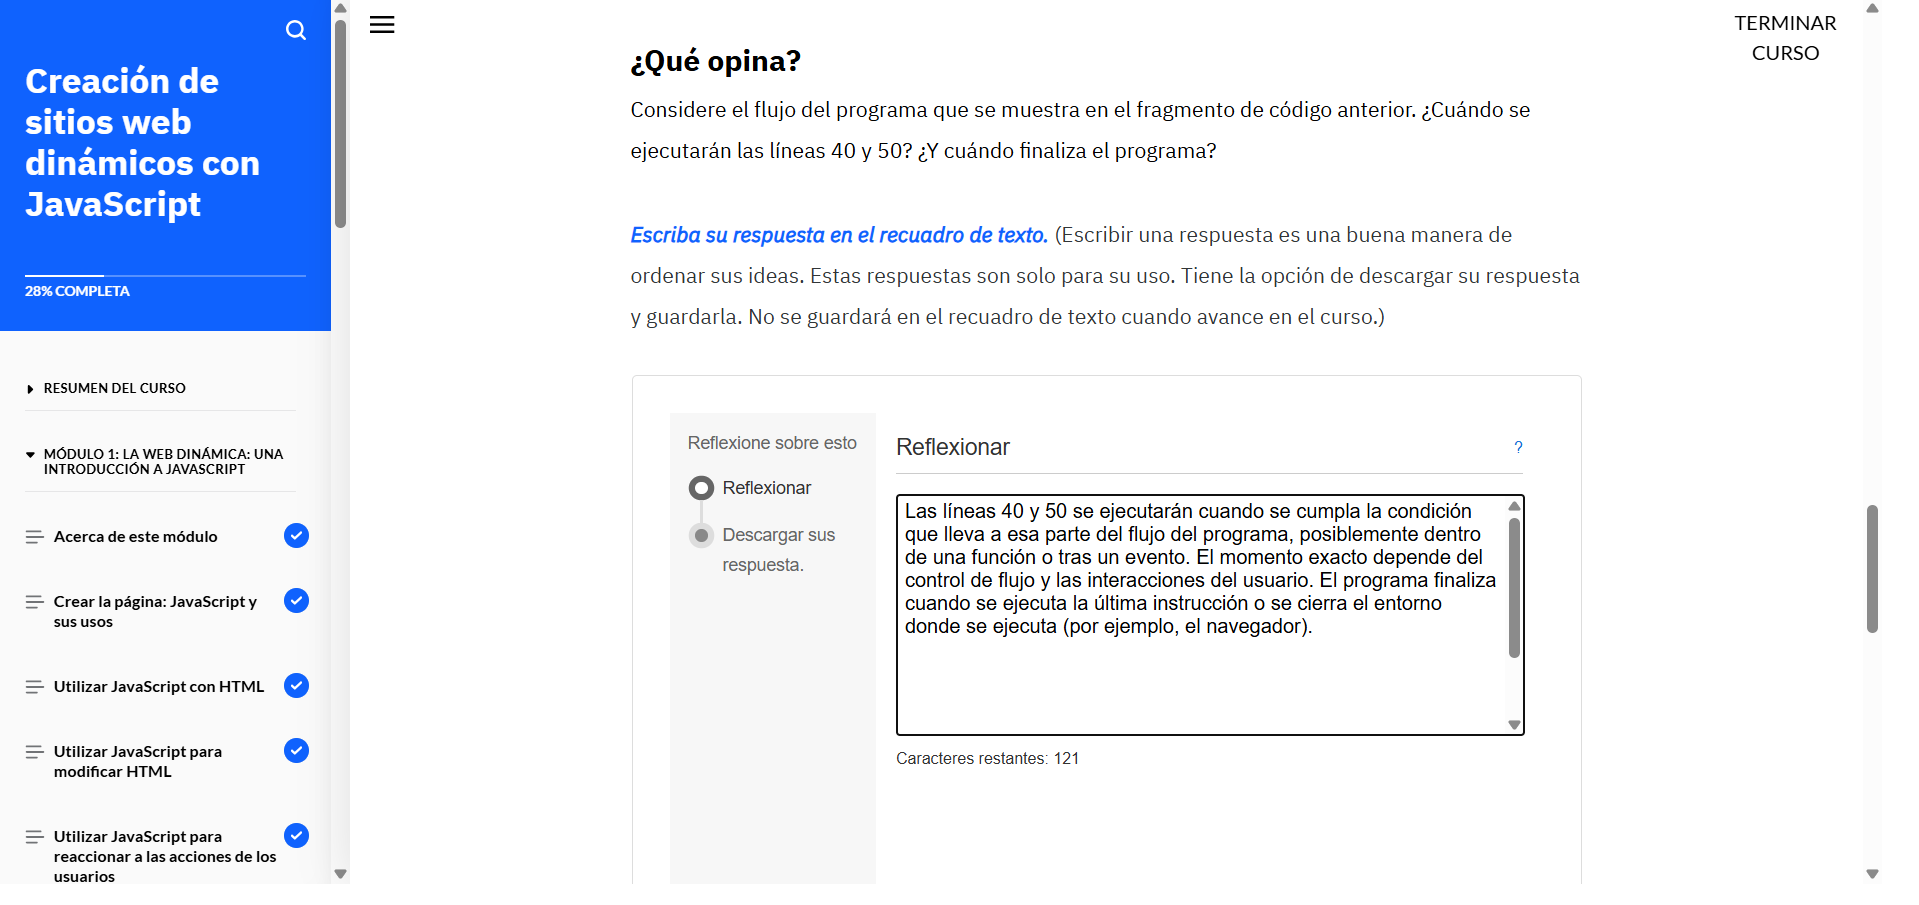 Creación de
sitios web
dinámicos con
JavaScript
28% COMPLETA
RESUMEN DEL CURSO
MÓDULO 1: LA WEB DINÁMICA: UNA
INTRODUCCIÓN A JAVASCRIPT
Acerca de este módulo
Crear la página: JavaScript y
sus usos
Utilizar JavaScript con HTML
Utilizar JavaScript para
modificar HTML
Utilizar JavaScript para
reaccionar a las acciones de los
usuarios
TERMINAR
CURSO
¿Qué opina?
Considere el flujo del programa que se muestra en el fragmento de código anterior. ¿Cuándo se
ejecutarán las líneas 40 y 50? ¿Y cuándo finaliza el programa?
Escriba su respuesta en el recuadro de texto. (Escribir una respuesta es una buena manera de
ordenar sus ideas. Estas respuestas son solo para su uso. Tiene la opción de descargar su respuesta
y guardarla. No se guardará en el recuadro de texto cuando avance en el curso.)
Reflexione sobre esto
Reflexionar
Descargar sus
respuesta.
Reflexionar
?
Las líneas 40 y 50 se ejecutarán cuando se cumpla la condición
que lleva a esa parte del flujo del programa, posiblemente dentro
de una función o tras un evento. El momento exacto depende del
control de flujo y las interacciones del usuario. El programa finaliza
cuando se ejecuta la última instrucción o se cierra el entorno
donde se ejecuta (por ejemplo, el navegador).
Caracteres restantes: 121